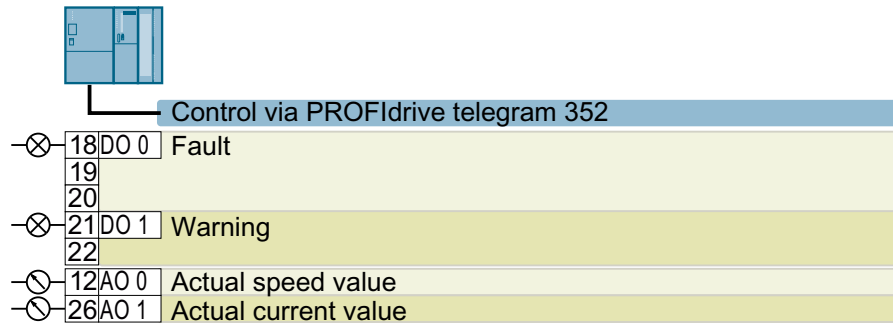 Control via PROFIdrive telegram 352
18 DO 0 Fault
19
20
21 DO 1 Warning
22
12 AO 0 Actual speed value
26 AO 1 Actual current value